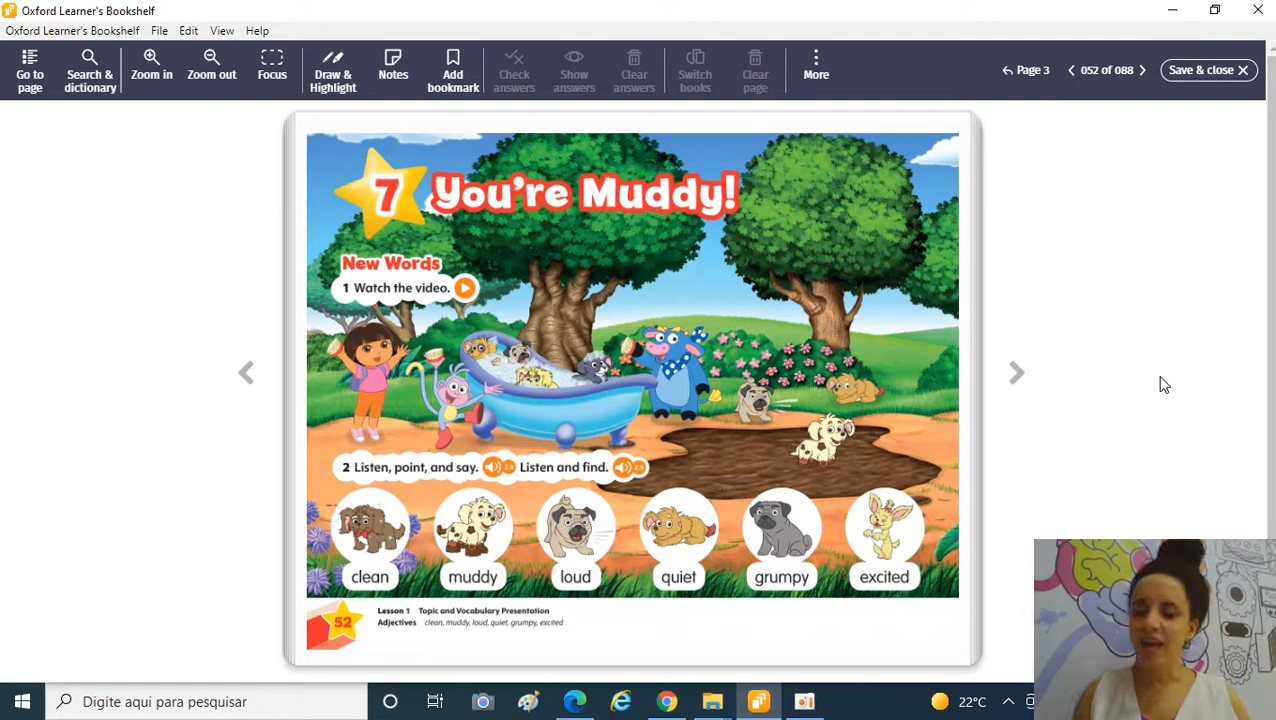 Oxford Learner's Bookshelf
Oxford Learner's Bookshelf File Edit View Help
Go to page
Search & dictionary
Zoom in
Zoom out
Focus
Draw & Highlight
Notes
Add bookmark
Check answers
Show answers
Clear answers
Switch books
Clear page
More
Page 3
052 of 088
Save & close
7 You're Muddy!
New Words
1 Watch the video.
2 Listen, point, and say. 2.8 Listen and find. 2.9
clean muddy loud quiet grumpy excited
52
Lesson 1 Topic and Vocabulary Presentation
Adjectives clean, muddy, loud, quiet, grumpy, excited
Digite aqui para pesquisar
22°C